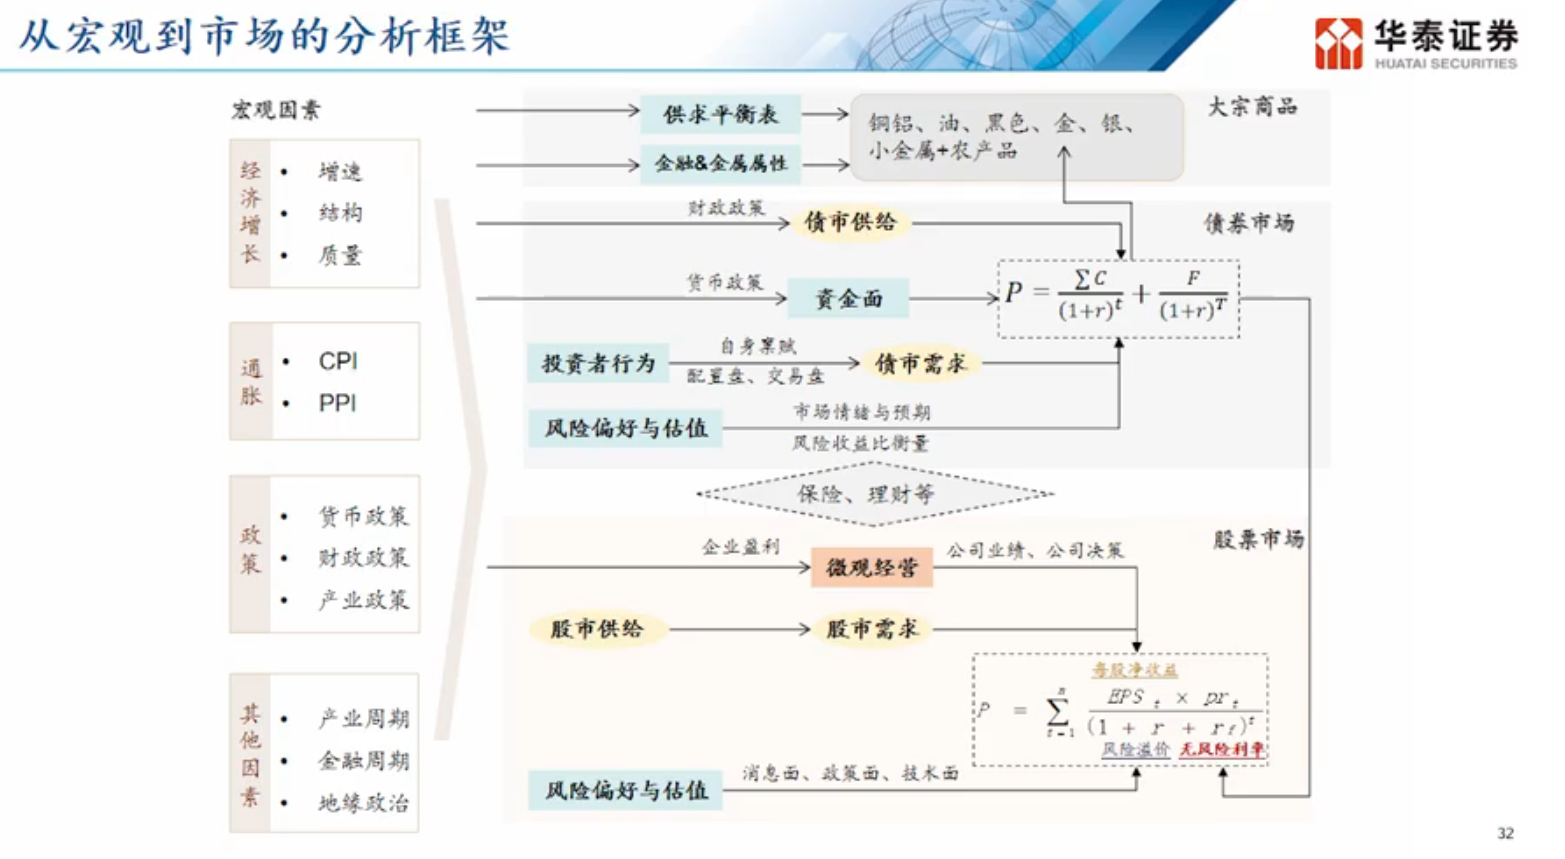 从宏观到市场的分析框架
华泰证券
HUATAI SECURITIES
宏观因素
经济增长
• 增速
• 结构
• 质量
通胀
• CPI
• PPI
政策
• 货币政策
• 财政政策
• 产业政策
其他因素
• 产业周期
• 金融周期
• 地缘政治
供求平衡表
金融&金属属性
铜铝、油、黑色、金、银、
小金属+农产品
大宗商品
财政政策
债市供给
债券市场
货币政策
资金面
P = ∑C/(1+r)^t + F/(1+r)^T
投资者行为
自身禀赋
配置盘、交易盘
债市需求
风险偏好与估值
市场情绪与预期
风险收益比衡量
保险、理财等
股票市场
企业盈利
微观经营
公司业绩、公司决策
股市供给
股市需求
每股净收益
P = ∑_{t=1}^{n} (EPS_t × pr_t)/(1 + r + r_f)^t
风险溢价 无风险利率
风险偏好与估值
消息面、政策面、技术面
32